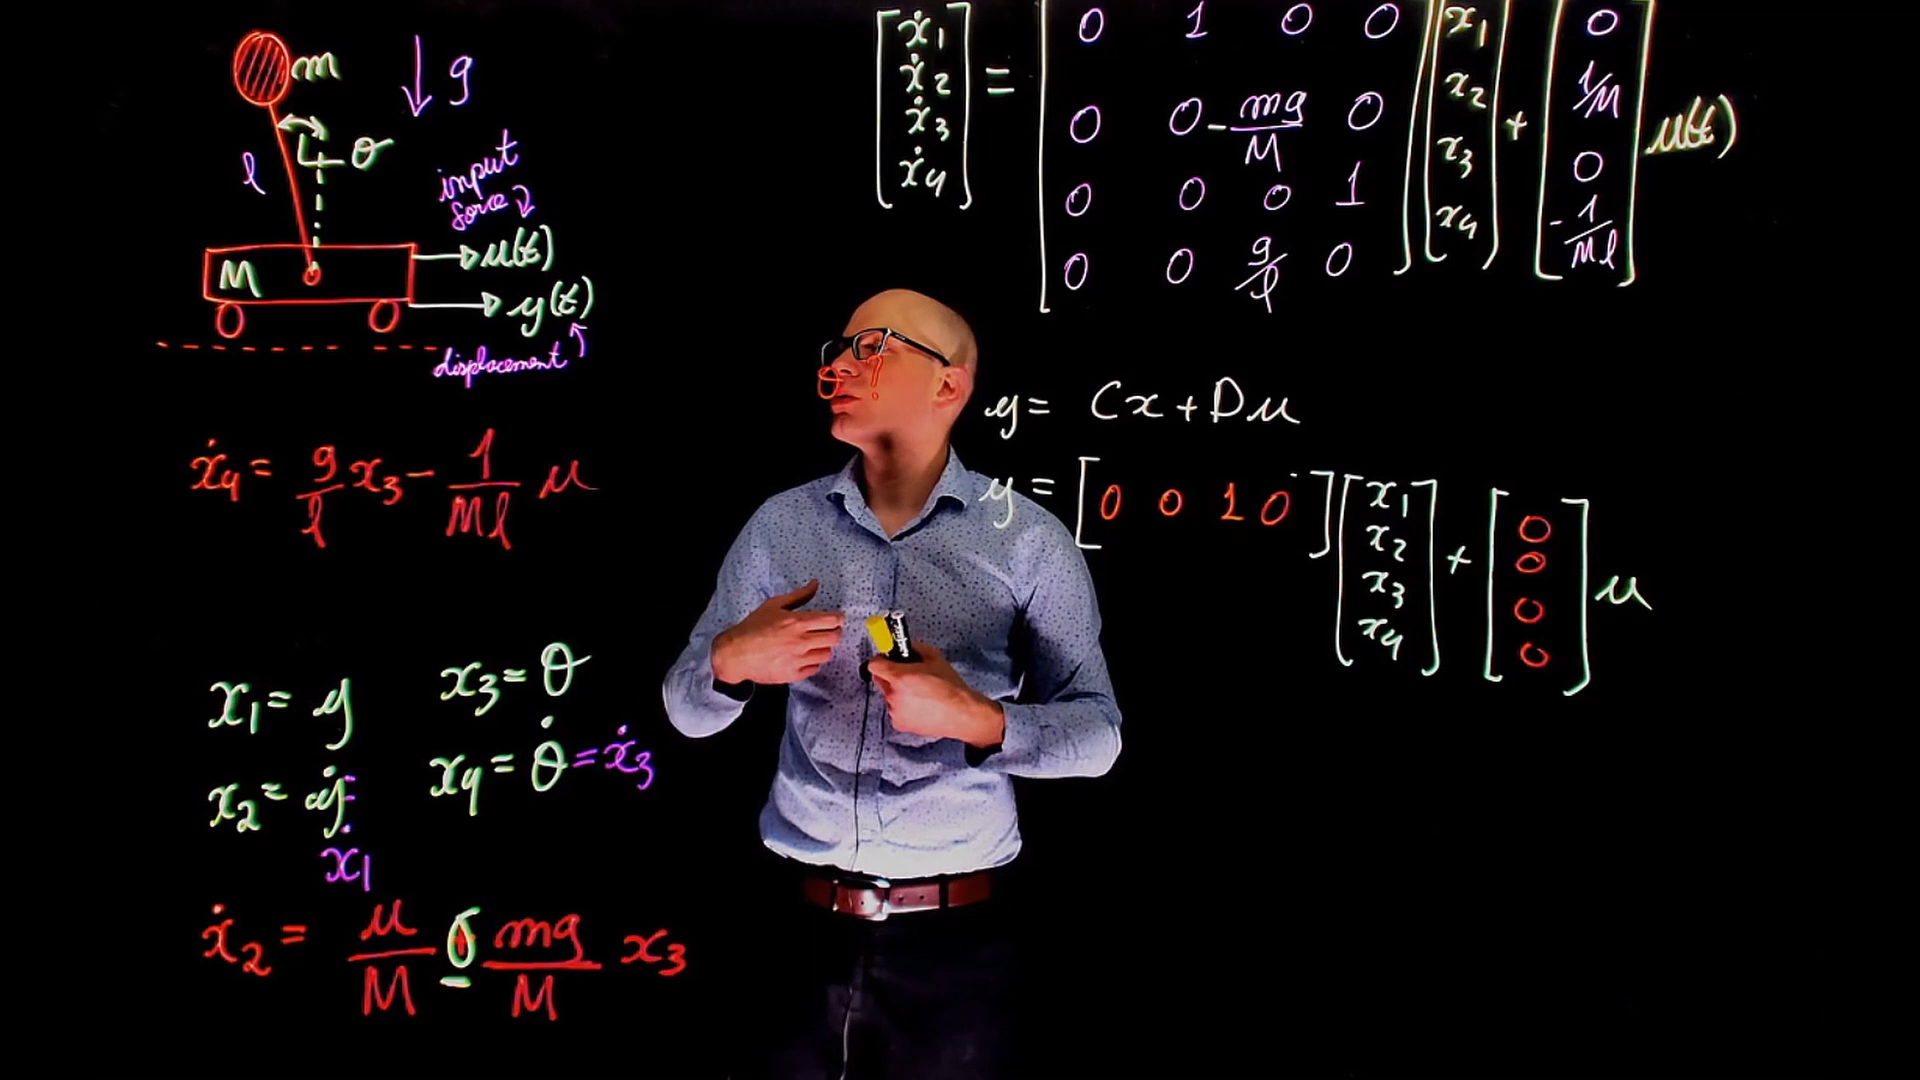 m
g
θ
l
input
force
M
u(t)
y(t)
displacement
ẋ4 = g/l x3 - 1/Ml u
x1 = y
x3 = θ
x2 = ẏ = ẋ1
x4 = θ̇ = ẋ3
ẋ2 = u/M - mg/M x3
[ẋ1 ẋ2 ẋ3 ẋ4] =
0 1 0 0
0 0 -mg/M 0
0 0 0 1
0 0 g/l 0
[x1 x2 x3 x4] + [0 1/M 0 -1/Ml] u(t)
θ ?
y = Cx + Du
y = [0 0 1 0] [x1 x2 x3 x4] + [0 0 0 0] u